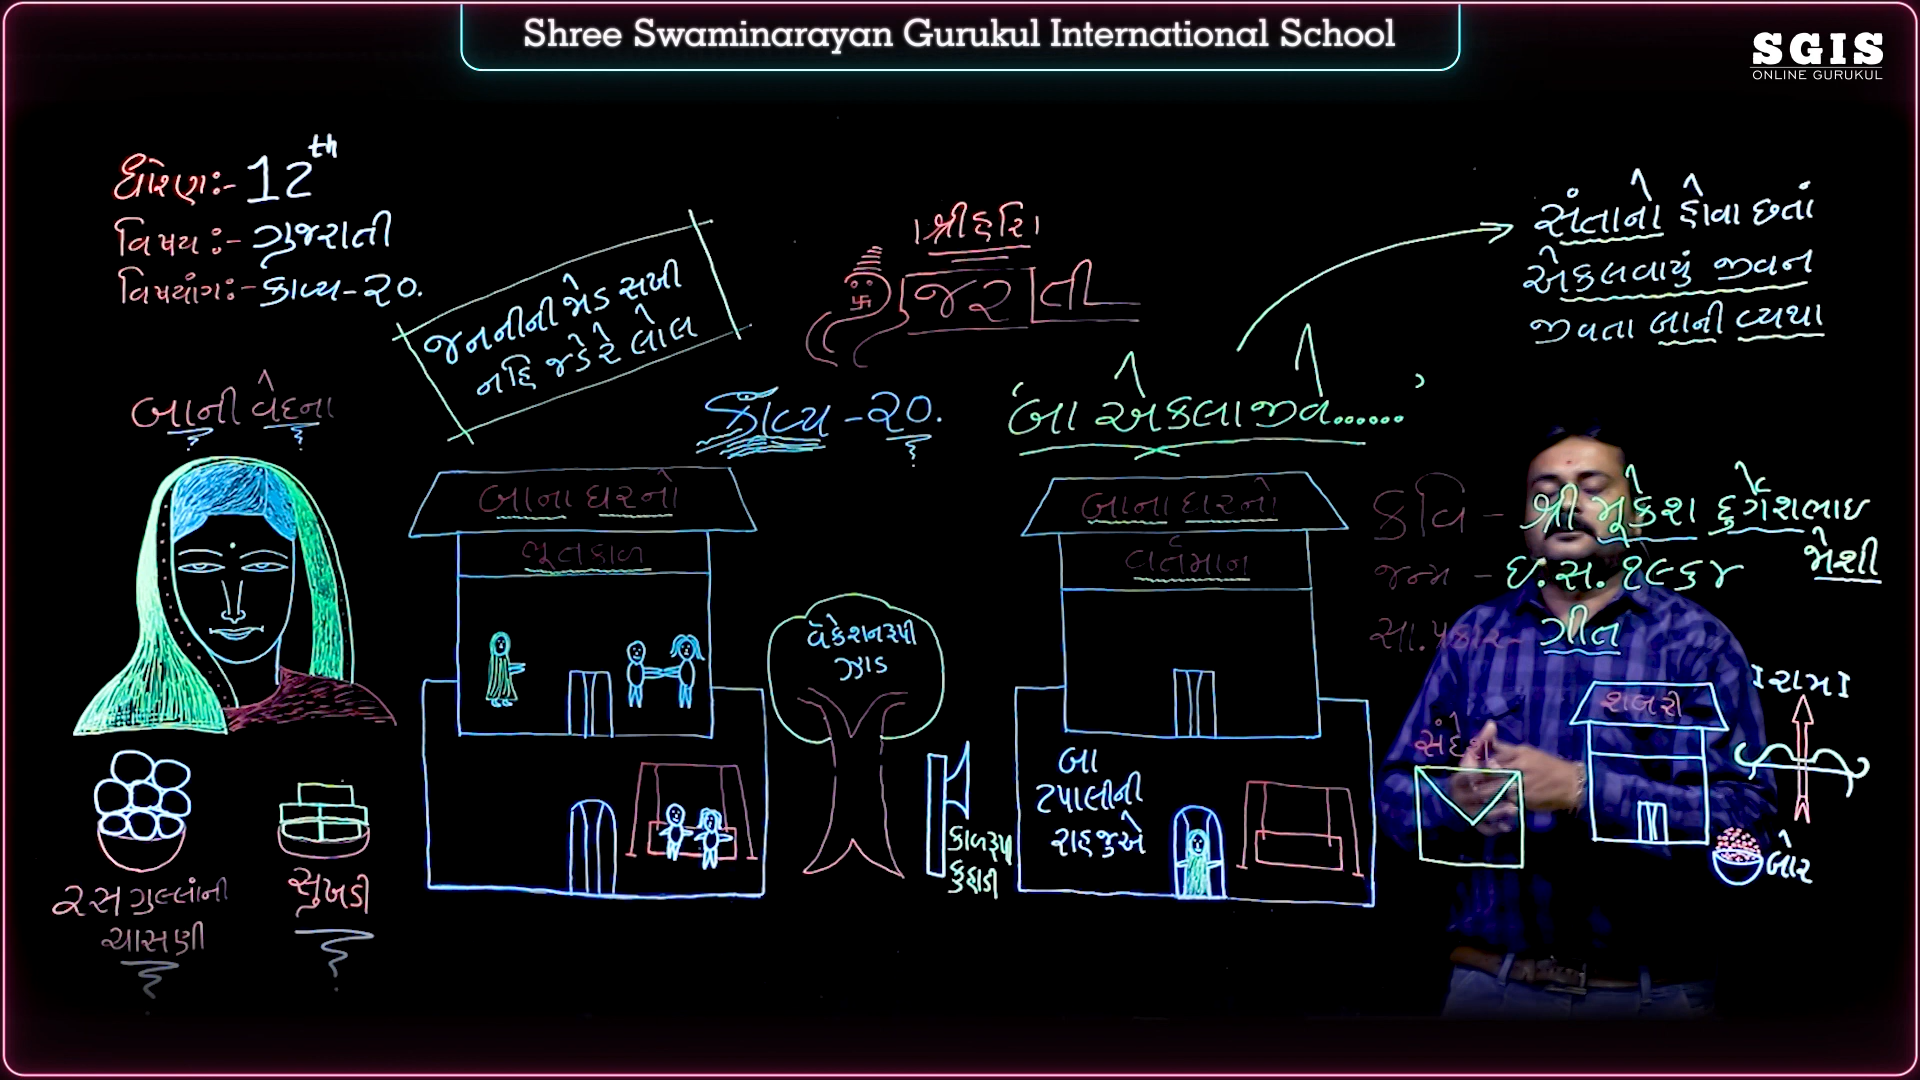 Shree Swaminarayan Gurukul International School
SGIS
ONLINE GURUKUL
ધોરણઃ- 12th
વિષયઃ- ગુજરાતી
વિષયાંગઃ- કાવ્ય-૨૦.
જનનીની જોડ સખી
નહિ જડે રે લોલ
।શ્રીહરિ।
જરાતી
સંતાનો હોવા છતાં
એકલવાયું જીવન
જીવતા બાની વ્યથા
બાની વેદના
કાવ્ય-૨૦.
'બા એકલા જીવે......'
બાના ઘરનો
ભૂતકાળ
બાના ઘરનો
વર્તમાન
કવિ - શ્રી મૂકેશ દુર્ગેશભાઇ
જોશી
જન્મ - ઇ.સ. ૧૯૬૪
સા.પ્રકાર- ગીત
વૅકેશનરૂપી
ઝાડ
કાળરૂપી
કુહાડી
બા
ટપાલીની
રાહ જુએ
સંદેશ
શબરી
।રામ।
બોર
રસગુલ્લાંની
ચાસણી
સુખડી